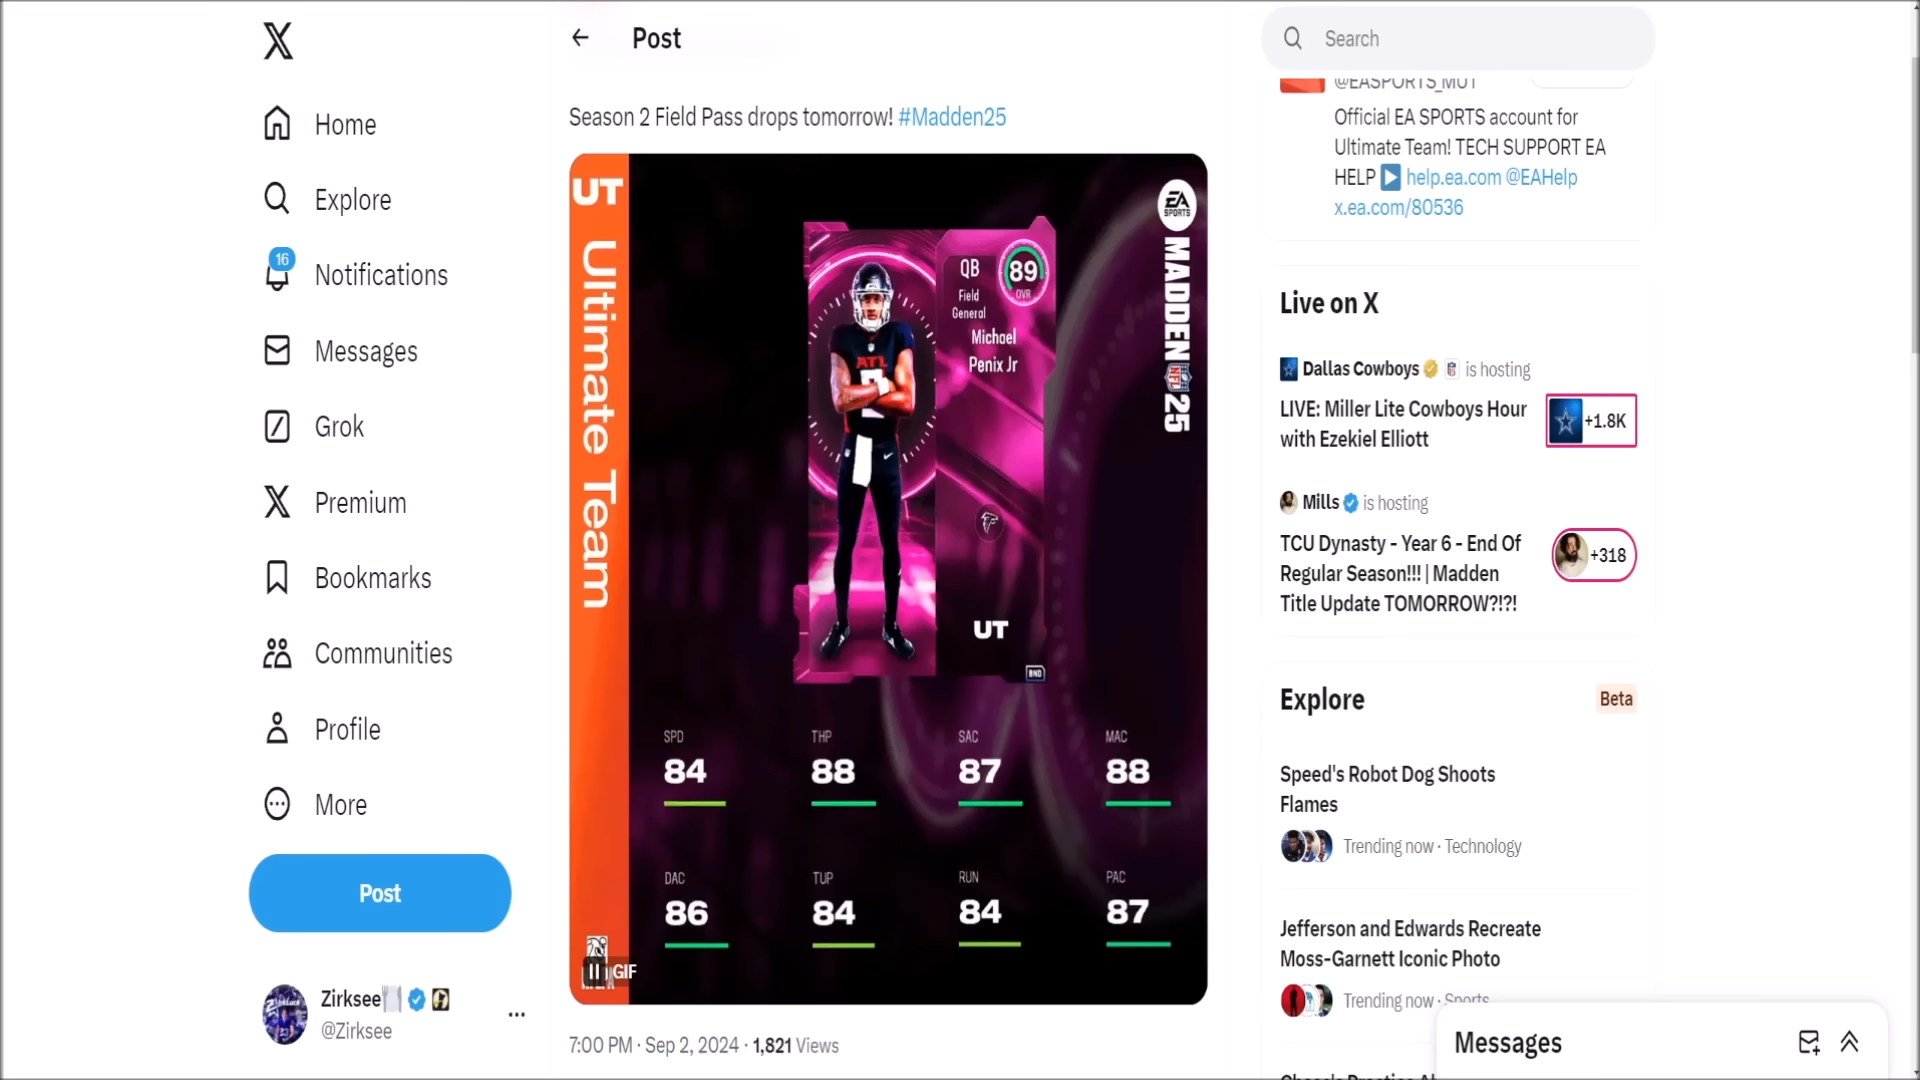 Home
Explore
16
Notifications
Messages
Grok
Premium
Bookmarks
Communities
Profile
More
Post
Zirksee
@Zirksee
Post
Season 2 Field Pass drops tomorrow! #Madden25
UT
Ultimate Team
EA
SPORTS
MADDEN
NFL
25
QB
89
OVR
Field
General
Michael
Penix Jr
ATL
UT
BND
SPD
THP
SAC
MAC
84
88
87
88
DAC
TUP
RUN
PAC
86
84
84
87
GIF
7:00 PM · Sep 2, 2024 · 1,821 Views
Search
@EASPORTS_MUT
Official EA SPORTS account for
Ultimate Team! TECH SUPPORT EA
HELP help.ea.com @EAHelp
x.ea.com/80536
Live on X
Dallas Cowboys is hosting
LIVE: Miller Lite Cowboys Hour
with Ezekiel Elliott
+1.8K
Mills is hosting
TCU Dynasty - Year 6 - End Of
Regular Season!!! | Madden
Title Update TOMORROW?!?!
+318
Explore
Beta
Speed's Robot Dog Shoots
Flames
Trending now · Technology
Jefferson and Edwards Recreate
Moss-Garnett Iconic Photo
Trending now · Sports
Messages